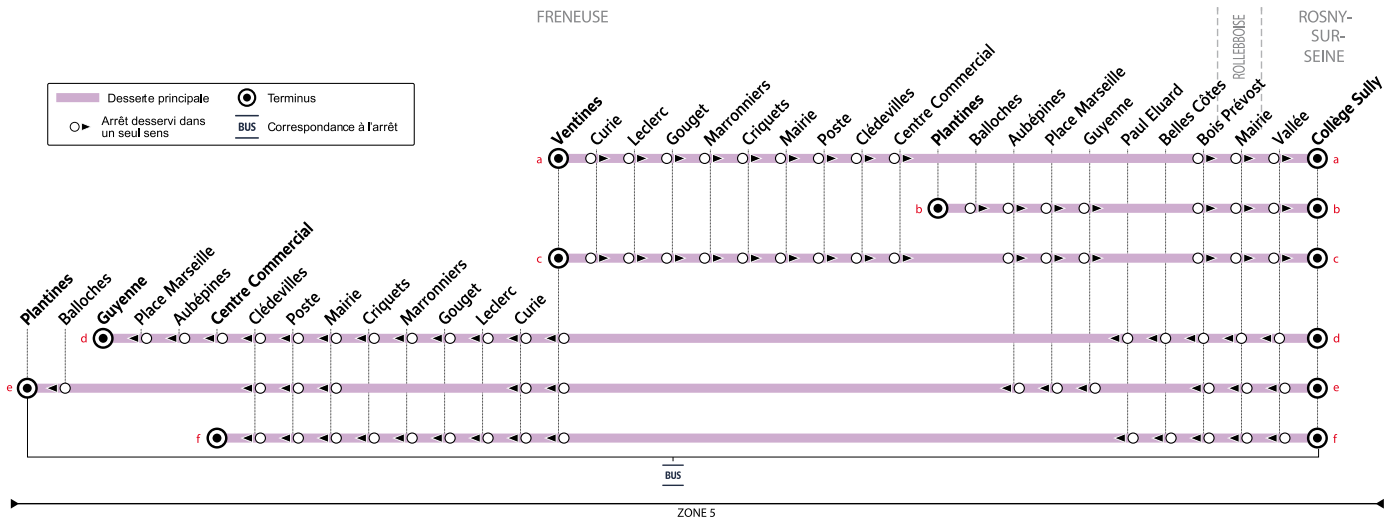 FRENEUSE
ROLLEBOISE
ROSNY-
SUR-
SEINE
Desserte principale
Terminus
Arrêt desservi dans
un seul sens
BUS
Correspondance à l'arrêt
Ventines
Curie
Leclerc
Gouget
Marronniers
Criquets
Mairie
Poste
Clédevilles
Centre Commercial
Plantines
Balloches
Aubépines
Place Marseille
Guyenne
Paul Eluard
Belles Côtes
Bois Prévost
Mairie
Vallée
Collège Sully
a
a
b
b
c
c
Plantines
Balloches
Guyenne
Place Marseille
Aubépines
Centre Commercial
Clédevilles
Poste
Mairie
Criquets
Marronniers
Gouget
Leclerc
Curie
d
d
e
e
f
f
BUS
ZONE 5